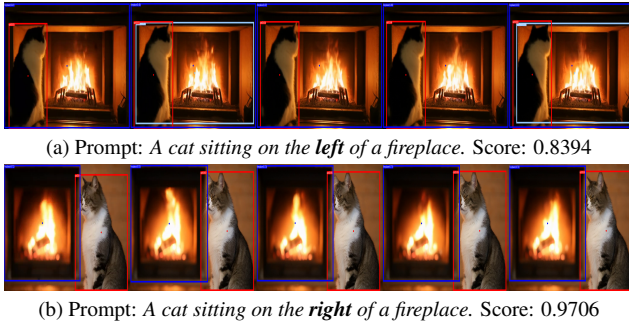 (a) Prompt: A cat sitting on the left of a fireplace. Score: 0.8394
(b) Prompt: A cat sitting on the right of a fireplace. Score: 0.9706